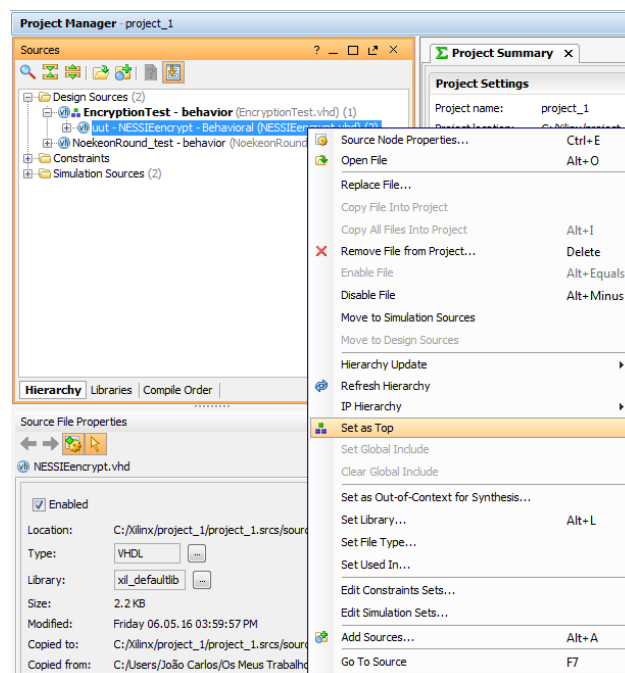 Project Manager - project_1
Sources
? _ □ ×
Σ Project Summary ×
Project Settings
Project name: project_1
Design Sources (2)
EncryptionTest - behavior (EncryptionTest.vhd) (1)
uut - NESSIEencrypt - Behavioral (NESSIEencrypt.vhd) (2)
NoekeonRound_test - behavior (NoekeonRound
Constraints
Simulation Sources (2)
Hierarchy Libraries Compile Order
Source Node Properties... Ctrl+E
Open File Alt+O
Replace File...
Copy File Into Project
Copy All Files Into Project Alt+I
Remove File from Project... Delete
Enable File Alt+Equals
Disable File Alt+Minus
Move to Simulation Sources
Move to Design Sources
Hierarchy Update
Refresh Hierarchy
IP Hierarchy
Set as Top
Set Global Include
Clear Global Include
Set as Out-of-Context for Synthesis...
Set Library... Alt+L
Set File Type...
Set Used In...
Edit Constraints Sets...
Edit Simulation Sets...
Add Sources... Alt+A
Go To Source F7
Source File Properties
NESSIEencrypt.vhd
Enabled
Location: C:/Xilinx/project_1/project_1.srcs/sourc
Type: VHDL ...
Library: xil_defaultlib ...
Size: 2.2 KB
Modified: Friday 06.05.16 03:59:57 PM
Copied to: C:/Xilinx/project_1/project_1.srcs/sourc
Copied from: C:/Users/João Carlos/Os Meus Trabalho